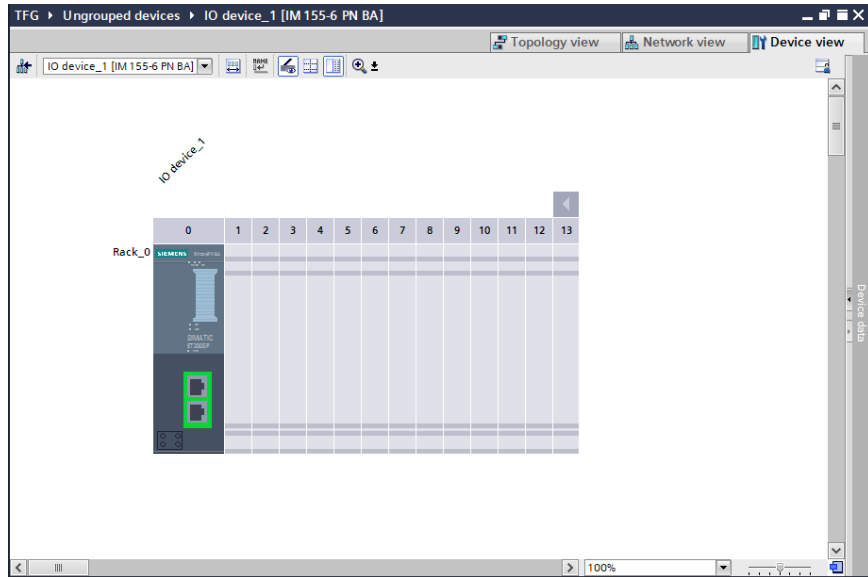 TFG ▸ Ungrouped devices ▸ IO device_1 [IM 155-6 PN BA]
Topology view Network view Device view
IO device_1 [IM 155-6 PN BA]
IO device_1
0 1 2 3 4 5 6 7 8 9 10 11 12 13
Rack_0
SIEMENS
SIMATIC
ET 200SP
Device data
100%